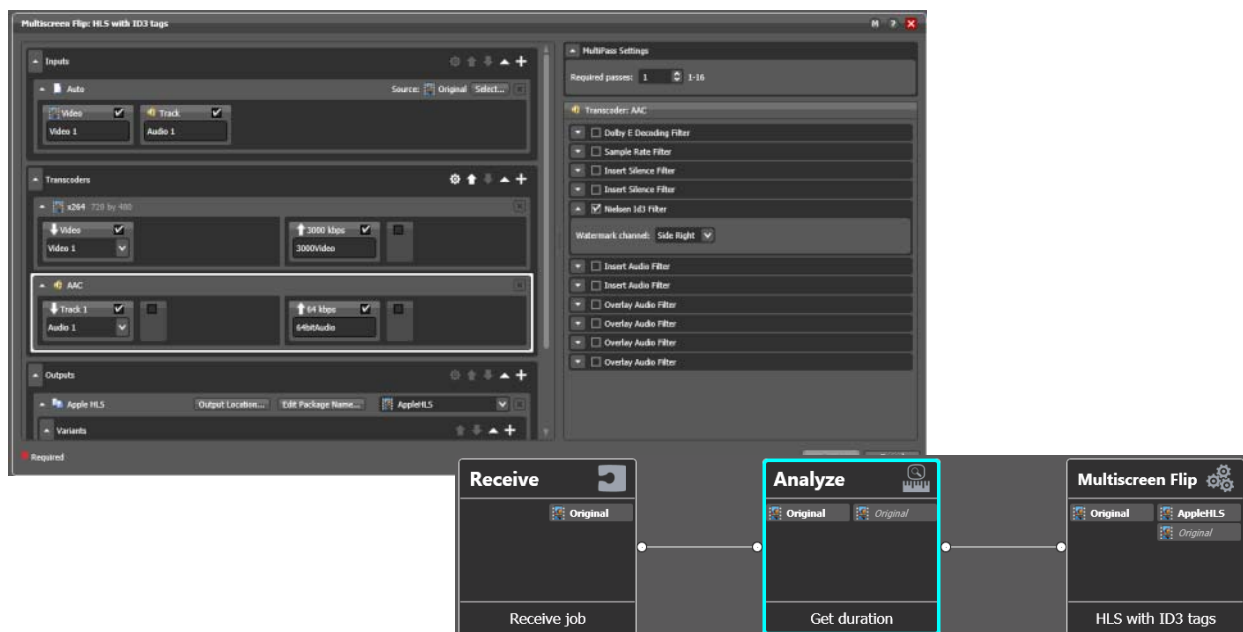 Multiscreen Flip: HLS with ID3 tags
M ?
Inputs
Auto Source: Original Select...
Video Track
Video 1 Audio 1
Transcoders
x264 720 by 480
Video 3000 kbps
Video 1 3000Video
AAC
Track 1 64 kbps
Audio 1 64bitAudio
Outputs
Apple HLS Output Location... Edit Package Name... AppleHLS
Variants
Required
MultiPass Settings
Required passes: 1 1-16
Transcoder: AAC
Dolby E Decoding Filter
Sample Rate Filter
Insert Silence Filter
Insert Silence Filter
Nielsen Id3 Filter
Watermark channel: Side Right
Insert Audio Filter
Insert Audio Filter
Overlay Audio Filter
Overlay Audio Filter
Overlay Audio Filter
Overlay Audio Filter
Receive
Original
Receive job
Analyze
Original Original
Get duration
Multiscreen Flip
Original AppleHLS
Original
HLS with ID3 tags